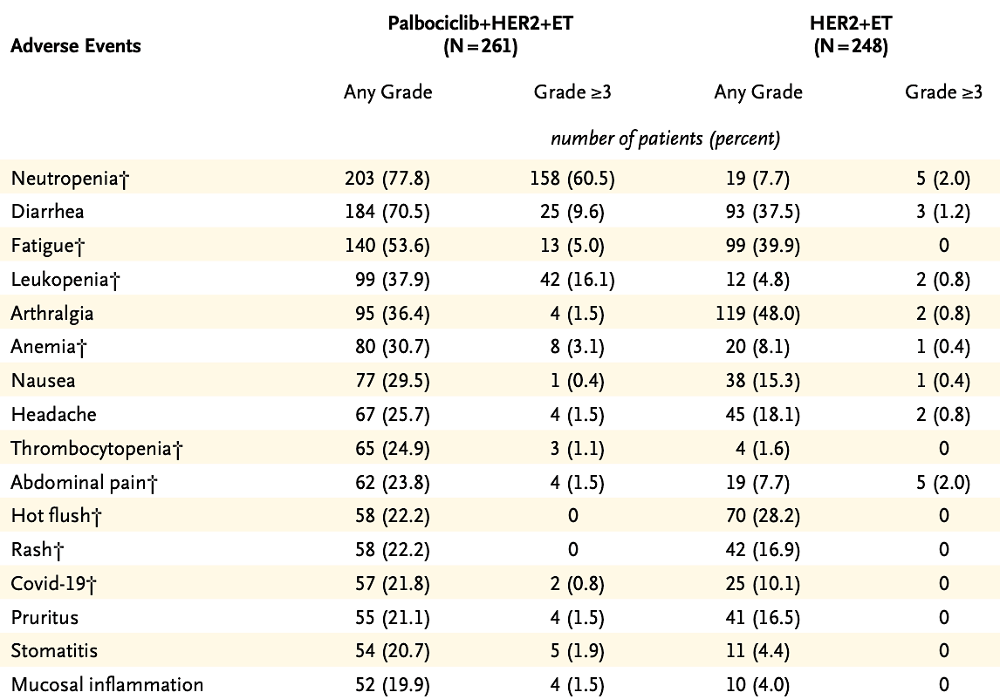 Palbociclib+HER2+ET HER2+ET
Adverse Events (N=261) (N=248)
Any Grade Grade ≥3 Any Grade Grade ≥3
number of patients (percent)
Neutropenia† 203 (77.8) 158 (60.5) 19 (7.7) 5 (2.0)
Diarrhea 184 (70.5) 25 (9.6) 93 (37.5) 3 (1.2)
Fatigue† 140 (53.6) 13 (5.0) 99 (39.9) 0
Leukopenia† 99 (37.9) 42 (16.1) 12 (4.8) 2 (0.8)
Arthralgia 95 (36.4) 4 (1.5) 119 (48.0) 2 (0.8)
Anemia† 80 (30.7) 8 (3.1) 20 (8.1) 1 (0.4)
Nausea 77 (29.5) 1 (0.4) 38 (15.3) 1 (0.4)
Headache 67 (25.7) 4 (1.5) 45 (18.1) 2 (0.8)
Thrombocytopenia† 65 (24.9) 3 (1.1) 4 (1.6) 0
Abdominal pain† 62 (23.8) 4 (1.5) 19 (7.7) 5 (2.0)
Hot flush† 58 (22.2) 0 70 (28.2) 0
Rash† 58 (22.2) 0 42 (16.9) 0
Covid-19† 57 (21.8) 2 (0.8) 25 (10.1) 0
Pruritus 55 (21.1) 4 (1.5) 41 (16.5) 0
Stomatitis 54 (20.7) 5 (1.9) 11 (4.4) 0
Mucosal inflammation 52 (19.9) 4 (1.5) 10 (4.0) 0